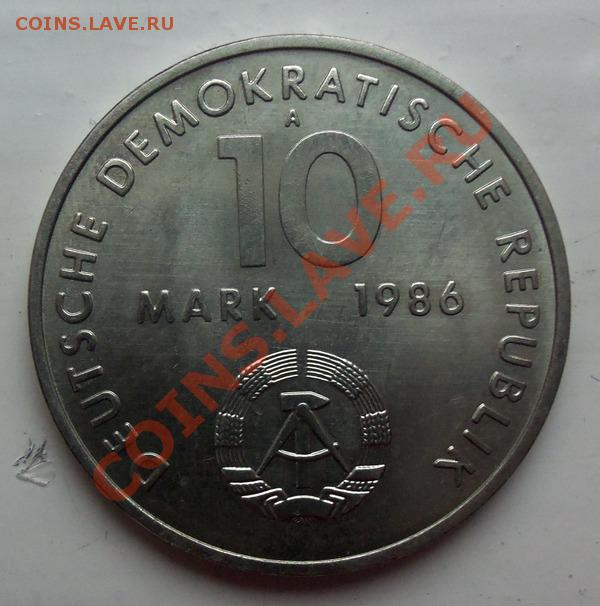 COINS.LAVE.RU
DEUTSCHE DEMOKRATISCHE REPUBLIK
A
10
MARK 1986
COINS.LAVE.RU